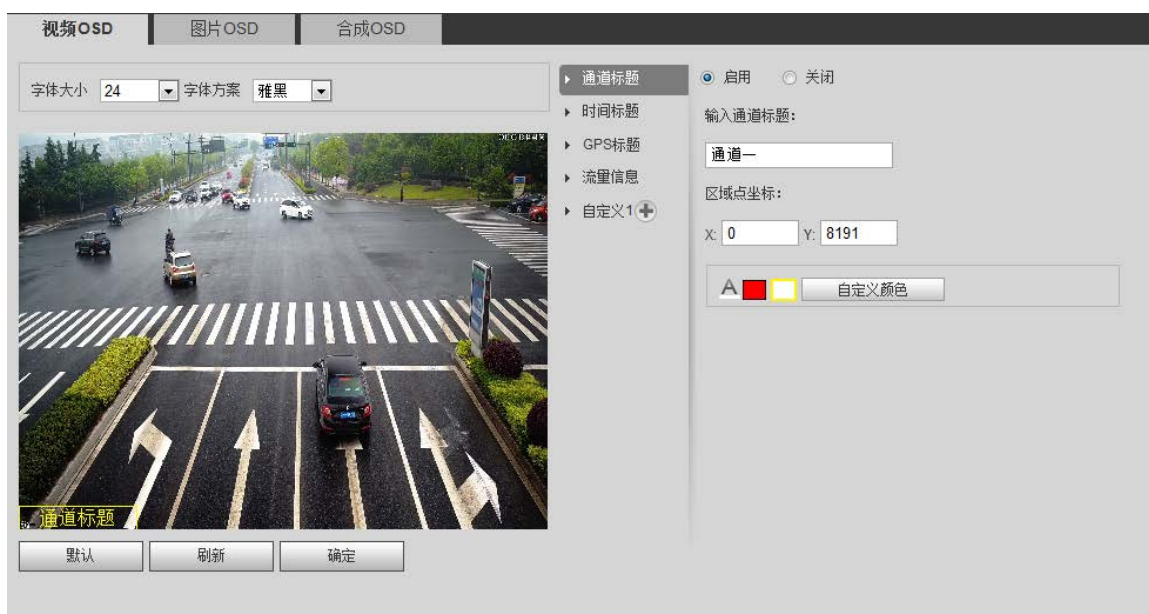 视频OSD 图片OSD 合成OSD
字体大小 24 字体方案 雅黑
通道标题
时间标题
GPS标题
流量信息
自定义1
启用 关闭
输入通道标题：
通道一
区域点坐标：
X: 0 Y: 8191
A 自定义颜色
通道标题
默认 刷新 确定